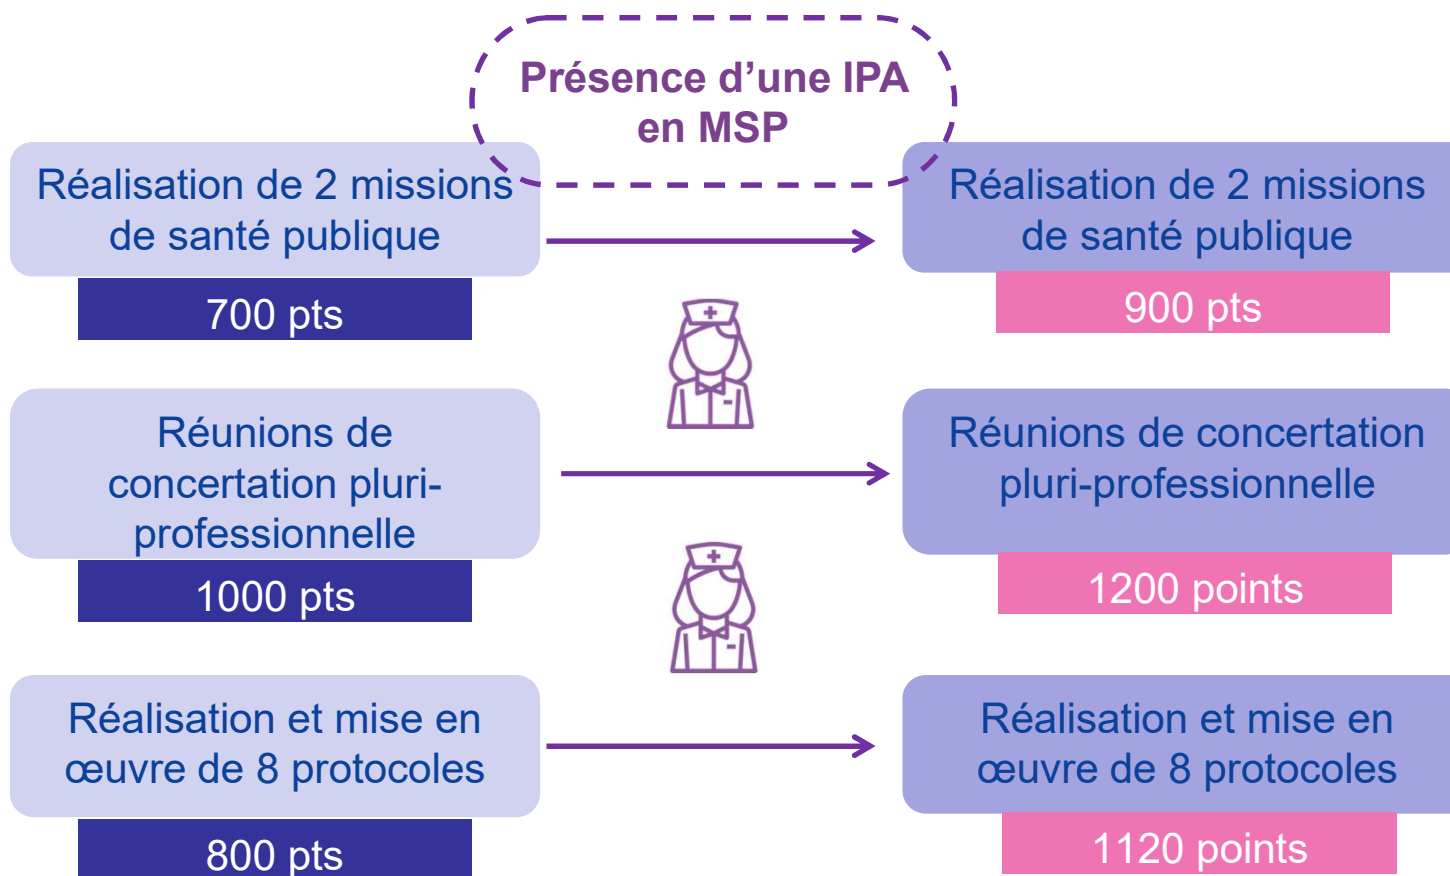 Présence d’une IPA
en MSP
Réalisation de 2 missions
de santé publique
700 pts
Réalisation de 2 missions
de santé publique
900 pts
Réunions de
concertation pluri-
professionnelle
1000 pts
Réunions de concertation
pluri-professionnelle
1200 points
Réalisation et mise en
œuvre de 8 protocoles
800 pts
Réalisation et mise en
œuvre de 8 protocoles
1120 points